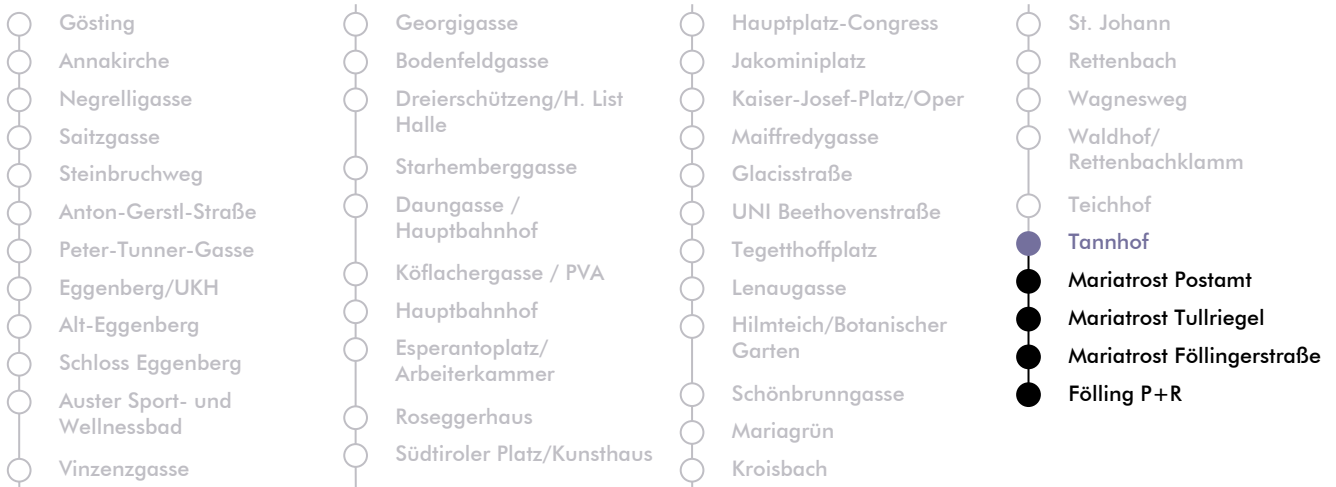 Gösting
Annakirche
Negrelligasse
Saitzgasse
Steinbruchweg
Anton-Gerstl-Straße
Peter-Tunner-Gasse
Eggenberg/UKH
Alt-Eggenberg
Schloss Eggenberg
Auster Sport- und
Wellnessbad
Vinzenzgasse
Georgigasse
Bodenfeldgasse
Dreierschützeng/H. List
Halle
Starhemberggasse
Daungasse /
Hauptbahnhof
Köflachergasse / PVA
Hauptbahnhof
Esperantoplatz/
Arbeiterkammer
Roseggerhaus
Südtiroler Platz/Kunsthaus
Hauptplatz-Congress
Jakominiplatz
Kaiser-Josef-Platz/Oper
Maiffredygasse
Glacisstraße
UNI Beethovenstraße
Tegetthoffplatz
Lenaugasse
Hilmteich/Botanischer
Garten
Schönbrunngasse
Mariagrün
Kroisbach
St. Johann
Rettenbach
Wagnesweg
Waldhof/
Rettenbachklamm
Teichhof
Tannhof
Mariatrost Postamt
Mariatrost Tullriegel
Mariatrost Föllingerstraße
Fölling P+R